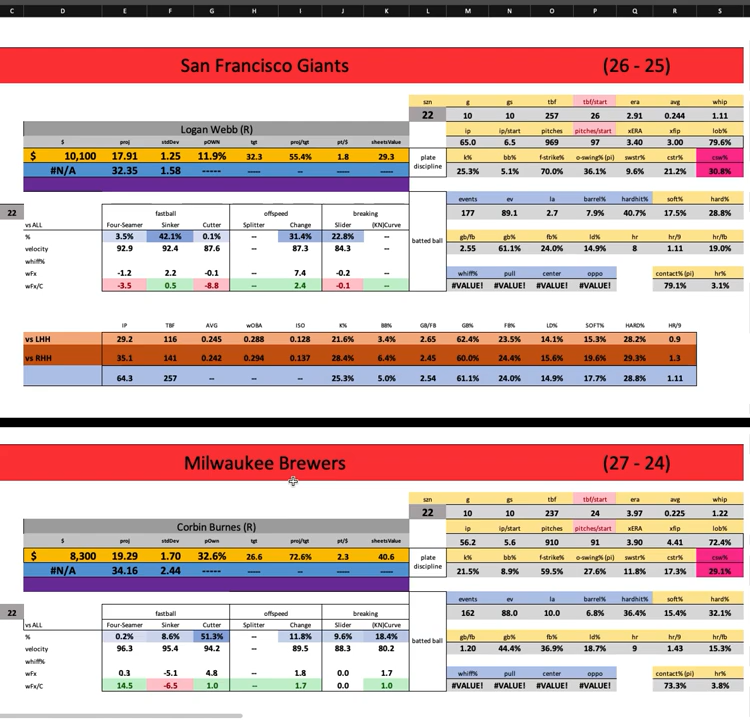 C D E F G H I J K L M N O P Q R S
San Francisco Giants (26 - 25)
szn g gs tbf tbf/start era avg whip
22 10 10 257 26 2.91 0.244 1.11
Logan Webb (R) ip ip/start pitches pitches/start xERA xfip lob%
$ proj stdDev pOWN tgt proj/tgt pt/$ sheetsValue 65.0 6.5 969 97 3.40 3.00 79.6%
$ 10,100 17.91 1.25 11.9% 32.3 55.4% 1.8 29.3 plate discipline k% bb% f-strike% o-swing% (pi) swstr% cstr% csw%
#N/A 32.35 1.58 ----- ---- -- ---- ----- 25.3% 5.1% 70.0% 36.1% 9.6% 21.2% 30.8%
events ev la barrel% hardhit% soft% hard%
22 fastball offspeed breaking 177 89.1 2.7 7.9% 40.7% 17.5% 28.8%
vs ALL Four-Seamer Sinker Cutter Splitter Change Slider (KN)Curve
% 3.5% 42.1% 0.1% -- 31.4% 22.8% -- batted ball gb/fb gb% fb% ld% hr hr/9 hr/fb
velocity 92.9 92.4 87.6 -- 87.3 84.3 -- 2.55 61.1% 24.0% 14.9% 8 1.11 19.0%
whiff%
wFx -1.2 2.2 -0.1 7.4 -0.2 whiff% pull center oppo contact% (pi) hr%
wFx/C -3.5 0.5 -8.8 -- 2.4 -0.1 -- #VALUE! #VALUE! #VALUE! #VALUE! 79.1% 3.1%
IP TBF AVG wOBA ISO K% BB% GB/FB GB% FB% LD% SOFT% HARD% HR/9
vs LHH 29.2 116 0.245 0.288 0.128 21.6% 3.4% 2.65 62.4% 23.5% 14.1% 15.3% 28.2% 0.9
vs RHH 35.1 141 0.242 0.294 0.137 28.4% 6.4% 2.45 60.0% 24.4% 15.6% 19.6% 29.3% 1.3
64.3 257 -- -- -- 25.3% 5.0% 2.54 61.1% 24.0% 14.9% 17.7% 28.8% 1.11
Milwaukee Brewers (27 - 24)
szn g gs tbf tbf/start era avg whip
22 10 10 237 24 3.97 0.225 1.22
Corbin Burnes (R) ip ip/start pitches pitches/start xERA xfip lob%
$ proj stdDev pOwn tgt proj/tgt pt/$ sheetsValue 56.2 5.6 910 91 3.90 4.41 72.4%
$ 8,300 19.29 1.70 32.6% 26.6 72.6% 2.3 40.6 plate discipline k% bb% f-strike% o-swing% (pi) swstr% cstr% csw%
#N/A 34.16 2.44 ----- ---- -- ---- ----- 21.5% 8.9% 59.5% 27.6% 11.8% 17.3% 29.1%
events ev la barrel% hardhit% soft% hard%
22 fastball offspeed breaking 162 88.0 10.0 6.8% 36.4% 15.4% 32.1%
vs ALL Four-Seamer Sinker Cutter Splitter Change Slider (KN)Curve
% 0.2% 8.6% 51.3% -- 11.8% 9.6% 18.4% batted ball gb/fb gb% fb% ld% hr hr/9 hr/fb
velocity 96.3 95.4 94.2 -- 89.5 88.3 80.2 1.20 44.4% 36.9% 18.7% 9 1.43 15.3%
whiff%
wFx 0.3 -5.1 4.8 1.8 0.0 1.7 whiff% pull center oppo contact% (pi) hr%
wFx/C 14.5 -6.5 1.0 -- 1.7 0.0 1.0 #VALUE! #VALUE! #VALUE! #VALUE! 73.3% 3.8%